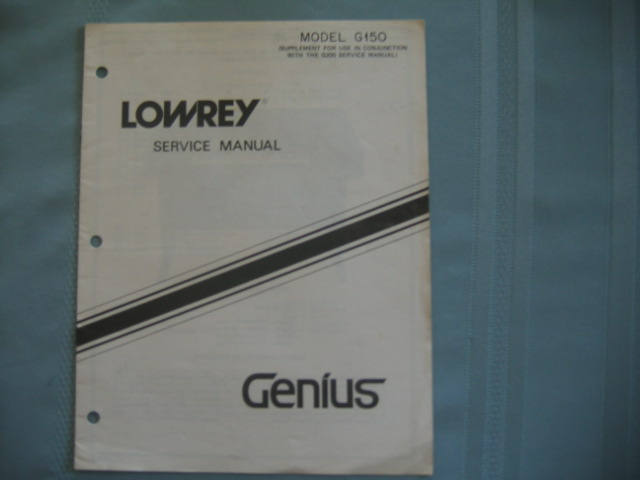 MODEL G150
(SUPPLEMENT FOR USE IN CONJUNCTION
WITH THE G200 SERVICE MANUAL)
LOWREY®
SERVICE MANUAL
Genius